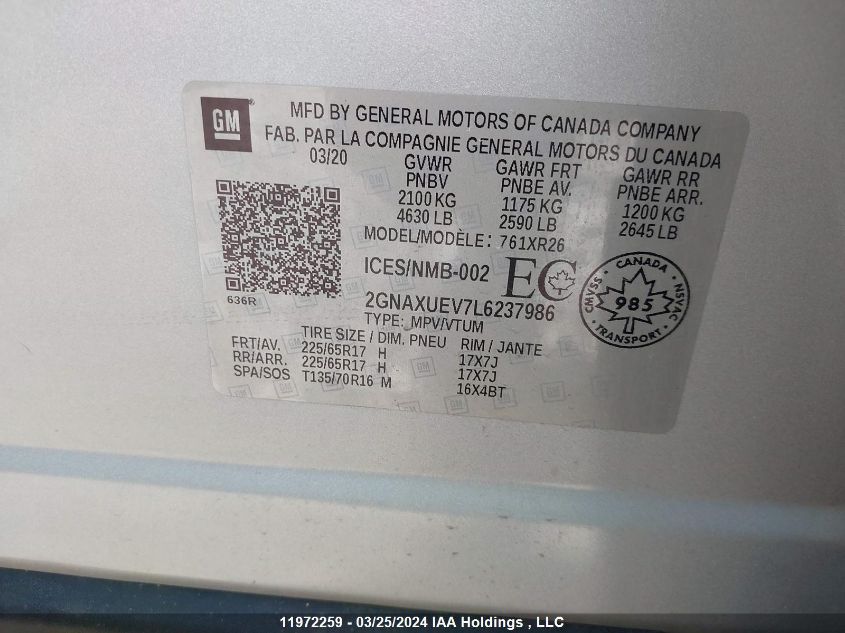 GM
MFD BY GENERAL MOTORS OF CANADA COMPANY
FAB. PAR LA COMPAGNIE GENERAL MOTORS DU CANADA
03/20 GVWR GAWR FRT GAWR RR
PNBV PNBE AV. PNBE ARR.
2100 KG 1175 KG 1200 KG
4630 LB 2590 LB 2645 LB
MODEL/MODÈLE: 761XR26
636R
ICES/NMB-002 EC
CANADA
CMVSS 985 NSVAC
TRANSPORT
2GNAXUEV7L6237986
TYPE: MPV/VTUM
TIRE SIZE / DIM. PNEU RIM / JANTE
FRT/AV. 225/65R17 H 17X7J
RR/ARR. 225/65R17 H 17X7J
SPA/SOS T135/70R16 M 16X4BT
11972259 - 03/25/2024 IAA Holdings , LLC